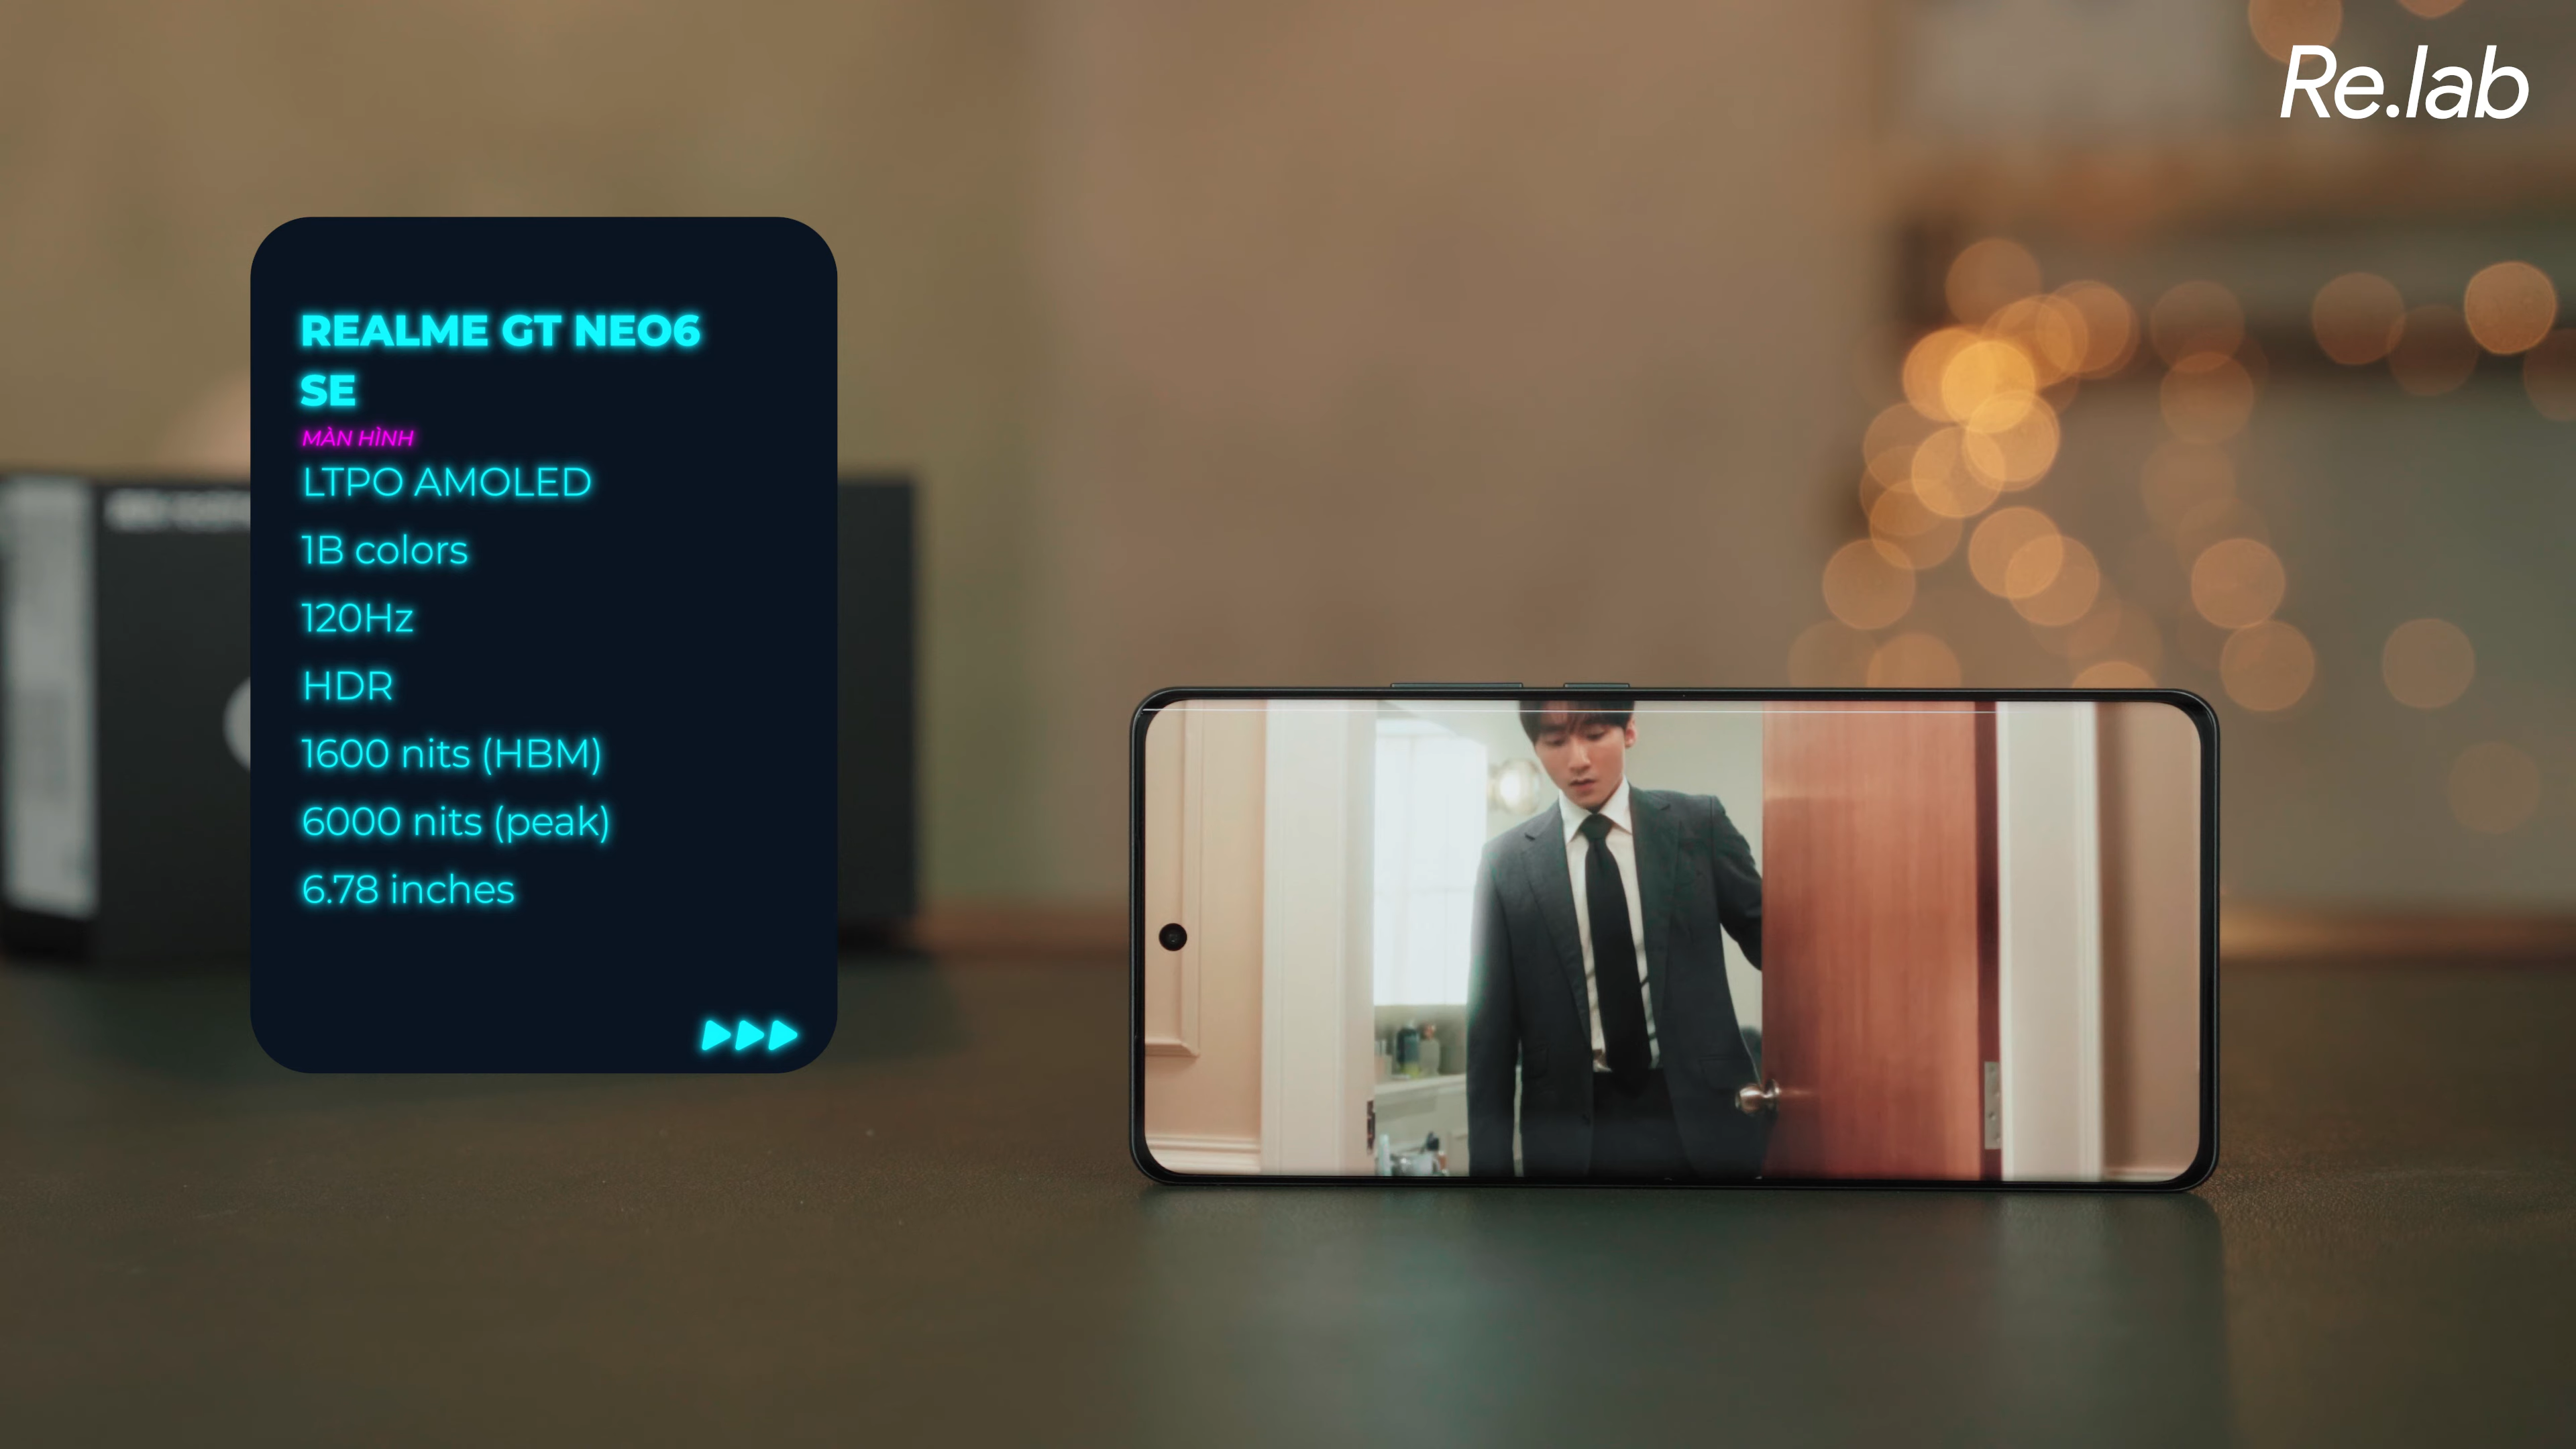 Re.lab
REALME GT NEO6
SE
MÀN HÌNH
LTPO AMOLED
1B colors
120Hz
HDR
1600 nits (HBM)
6000 nits (peak)
6.78 inches